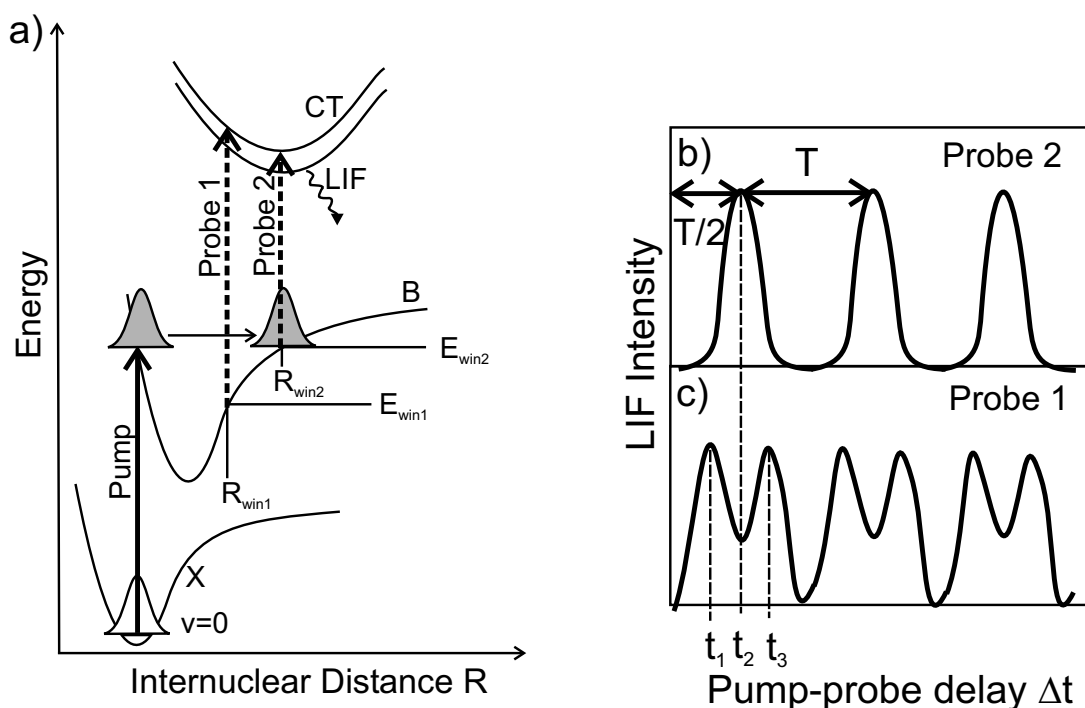 a)
Energy
CT
Probe 1
Probe 2
LIF
B
E_win2
R_win2
E_win1
Pump
R_win1
X
v=0
Internuclear Distance R
b)
Probe 2
T
T/2
LIF Intensity
c)
Probe 1
t_1 t_2 t_3
Pump-probe delay Δt